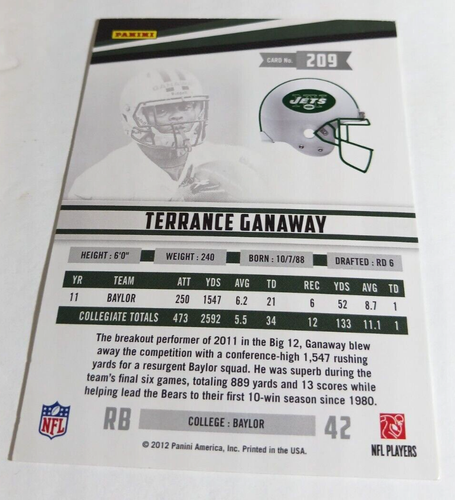 PANINI
CARD No. 209
JETS
TERRANCE GANAWAY
HEIGHT : 6'0" WEIGHT : 240 BORN : 10/7/88 DRAFTED : RD 6
YR TEAM ATT YDS AVG TD REC YDS AVG TD
11 BAYLOR 250 1547 6.2 21 6 52 8.7 1
COLLEGIATE TOTALS 473 2592 5.5 34 12 133 11.1 1
The breakout performer of 2011 in the Big 12, Ganaway blew
away the competition with a conference-high 1,547 rushing
yards for a resurgent Baylor squad. He was superb during the
team's final six games, totaling 889 yards and 13 scores while
helping lead the Bears to their first 10-win season since 1980.
NFL RB COLLEGE : BAYLOR 42 NFL PLAYERS
© 2012 Panini America, Inc. Printed in the USA.